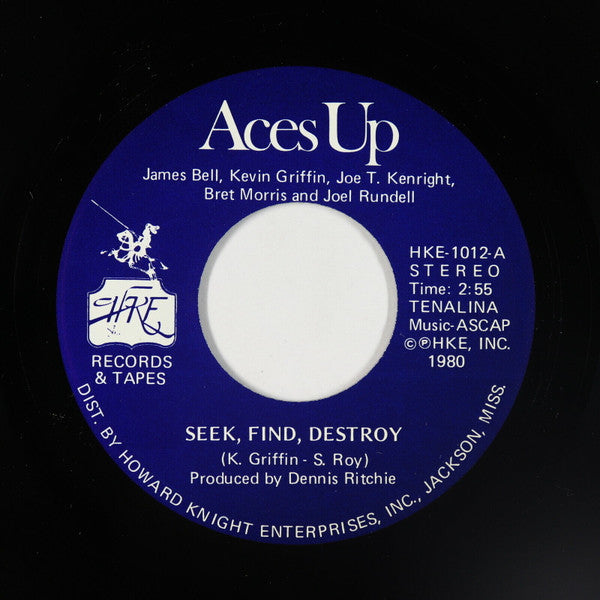 Aces Up
James Bell, Kevin Griffin, Joe T. Kenright,
Bret Morris and Joel Rundell
HKE
RECORDS
& TAPES
HKE-1012-A
STEREO
Time: 2:55
TENALINA
Music-ASCAP
©℗HKE, INC.
1980
SEEK, FIND, DESTROY
(K. Griffin - S. Roy)
Produced by Dennis Ritchie
DIST. BY HOWARD KNIGHT ENTERPRISES, INC., JACKSON, MISS.